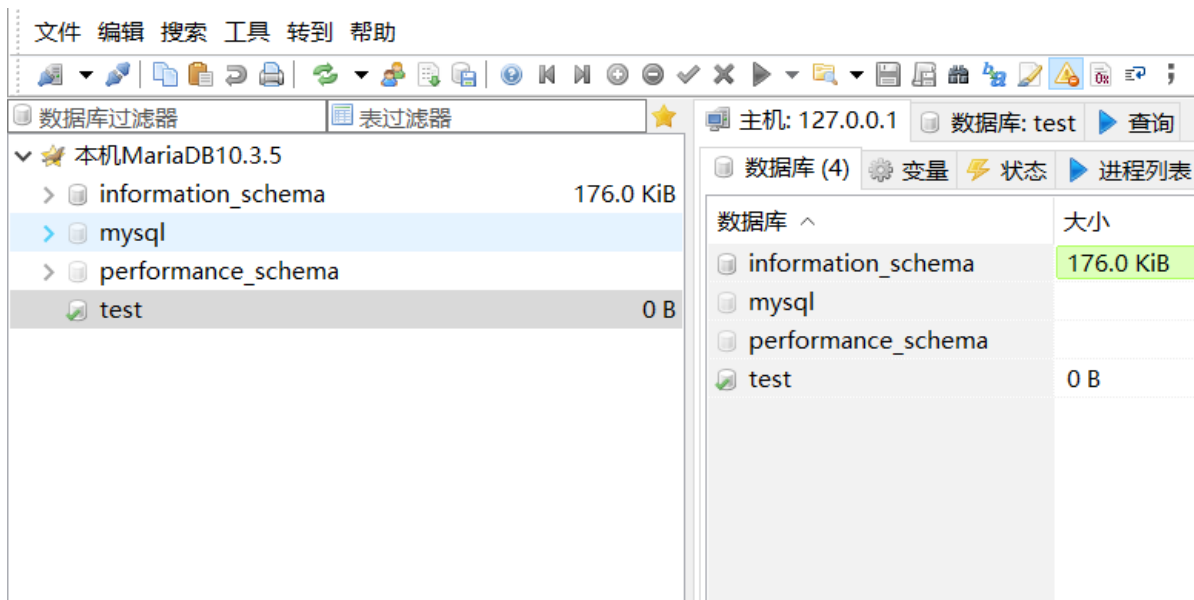 文件 编辑 搜索 工具 转到 帮助
数据库过滤器 表过滤器
本机MariaDB10.3.5
information_schema 176.0 KiB
mysql
performance_schema
test 0 B
主机: 127.0.0.1 数据库: test 查询
数据库 (4) 变量 状态 进程列表
数据库 大小
information_schema 176.0 KiB
mysql
performance_schema
test 0 B